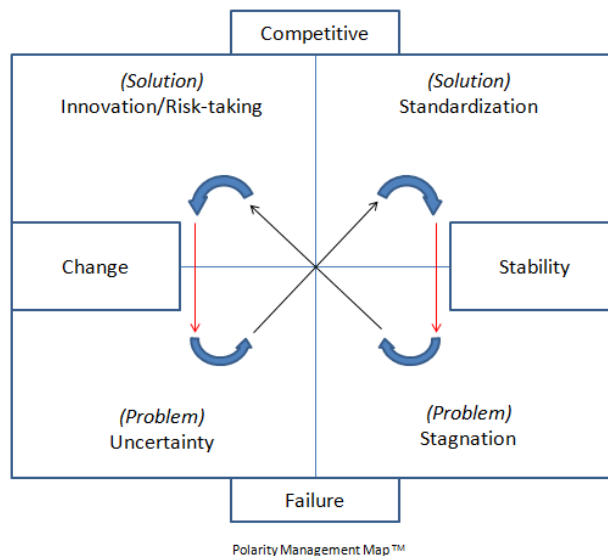 Competitive
(Solution)
Innovation/Risk-taking
(Solution)
Standardization
Change
Stability
(Problem)
Uncertainty
(Problem)
Stagnation
Failure
Polarity Management Map™